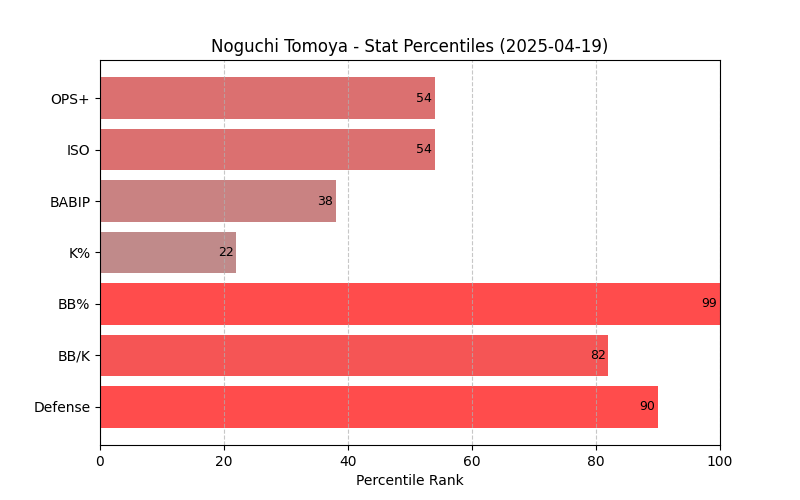 Noguchi Tomoya - Stat Percentiles (2025-04-19)
OPS+ 54
ISO 54
BABIP 38
K% 22
BB% 99
BB/K 82
Defense 90
0 20 40 60 80 100
Percentile Rank